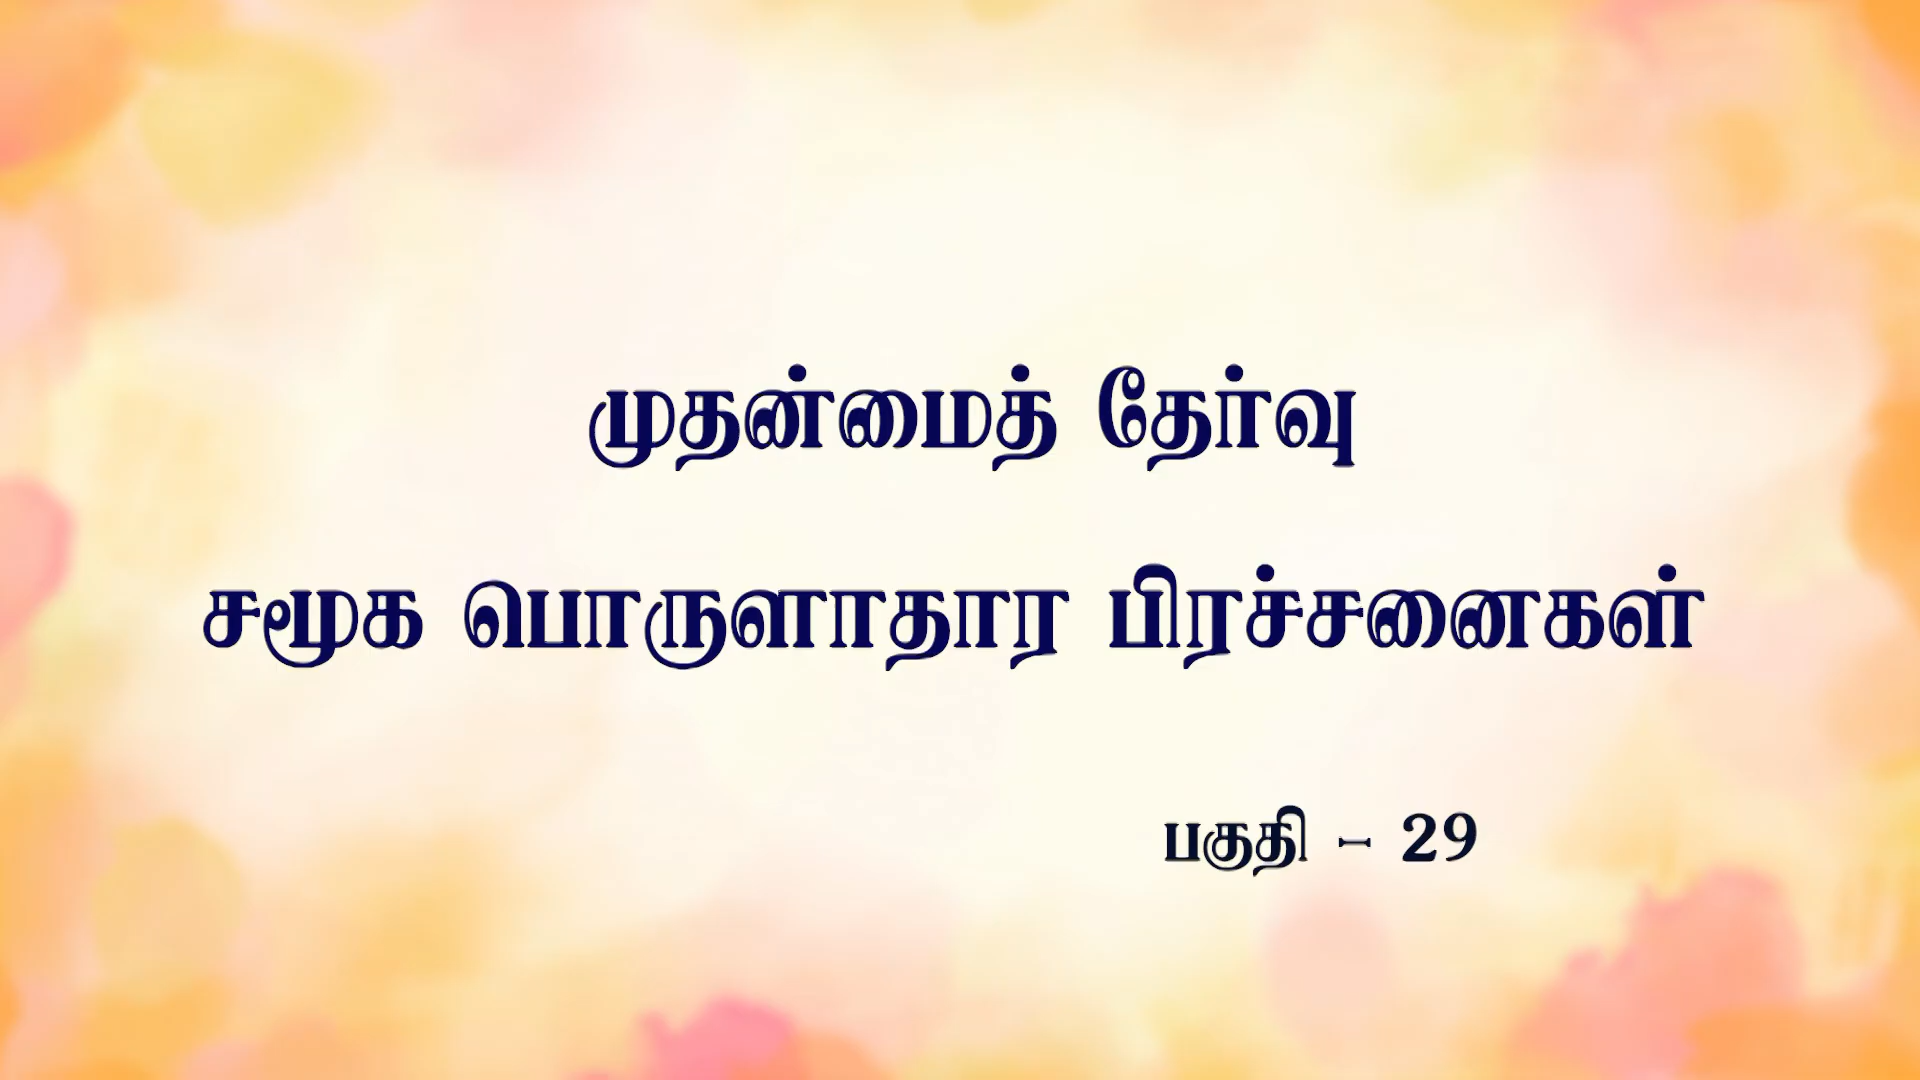 முதன்மைத் தேர்வு
சமூக பொருளாதார பிரச்சனைகள்
பகுதி - 29